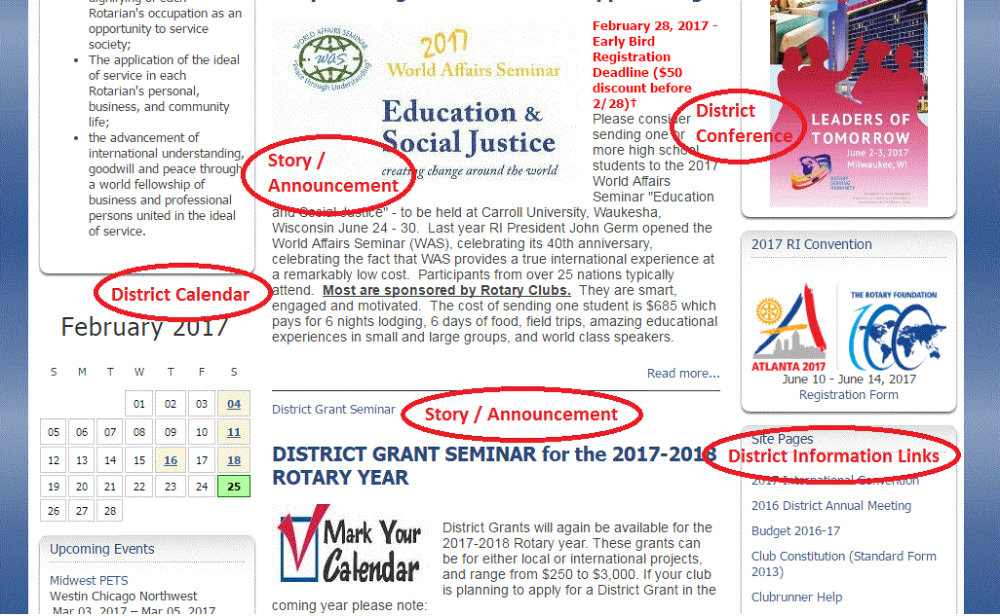 Rotarian's occupation as an
opportunity to service
society;
The application of the ideal
of service in each
Rotarian's personal,
business, and community
life;
the advancement of
international understanding,
goodwill and peace through
a world fellowship of
business and professional
persons united in the ideal
of service.
District Calendar
February 2017
S M T W T F S
01 02 03 04
05 06 07 08 09 10 11
12 13 14 15 16 17 18
19 20 21 22 23 24 25
26 27 28
Upcoming Events
Midwest PETS
Westin Chicago Northwest
Mar 03, 2017 – Mar 05, 2017
WORLD AFFAIRS SEMINAR
WAS
"Peace through Understanding"
2017
World Affairs Seminar
Education &
Social Justice
creating change around the world
Story /
Announcement
February 28, 2017 -
Early Bird
Registration
Deadline ($50
discount before
2/28)†
Please consider
sending one or
more high school
students to the 2017
World Affairs
Seminar "Education
and Social Justice" - to be held at Carroll University, Waukesha,
Wisconsin June 24 - 30.  Last year RI President John Germ opened the
World Affairs Seminar (WAS), celebrating its 40th anniversary,
celebrating the fact that WAS provides a true international experience at
a remarkably low cost.  Participants from over 25 nations typically
attend.  Most are sponsored by Rotary Clubs.  They are smart,
engaged and motivated.  The cost of sending one student is $685 which
pays for 6 nights lodging, 6 days of food, field trips, amazing educational
experiences in small and large groups, and world class speakers.
Read more...
District Grant Seminar
Story / Announcement
DISTRICT GRANT SEMINAR for the 2017-2018
ROTARY YEAR
Mark Your
Calendar
District Grants will again be available for the
2017-2018 Rotary year. These grants can
be for either local or international projects,
and range from $250 to $3,000. If your club
is planning to apply for a District Grant in the
coming year please note:
District
Conference
LEADERS OF
TOMORROW
June 2-3, 2017
Milwaukee, WI
ROTARY
SERVING
HUMANITY
2017 RI Convention
ATLANTA 2017
THE ROTARY FOUNDATION
100
June 10 - June 14, 2017
Registration Form
Site Pages
District Information Links
2017 International Convention
2016 District Annual Meeting
Budget 2016-17
Club Constitution (Standard Form
2013)
Clubrunner Help